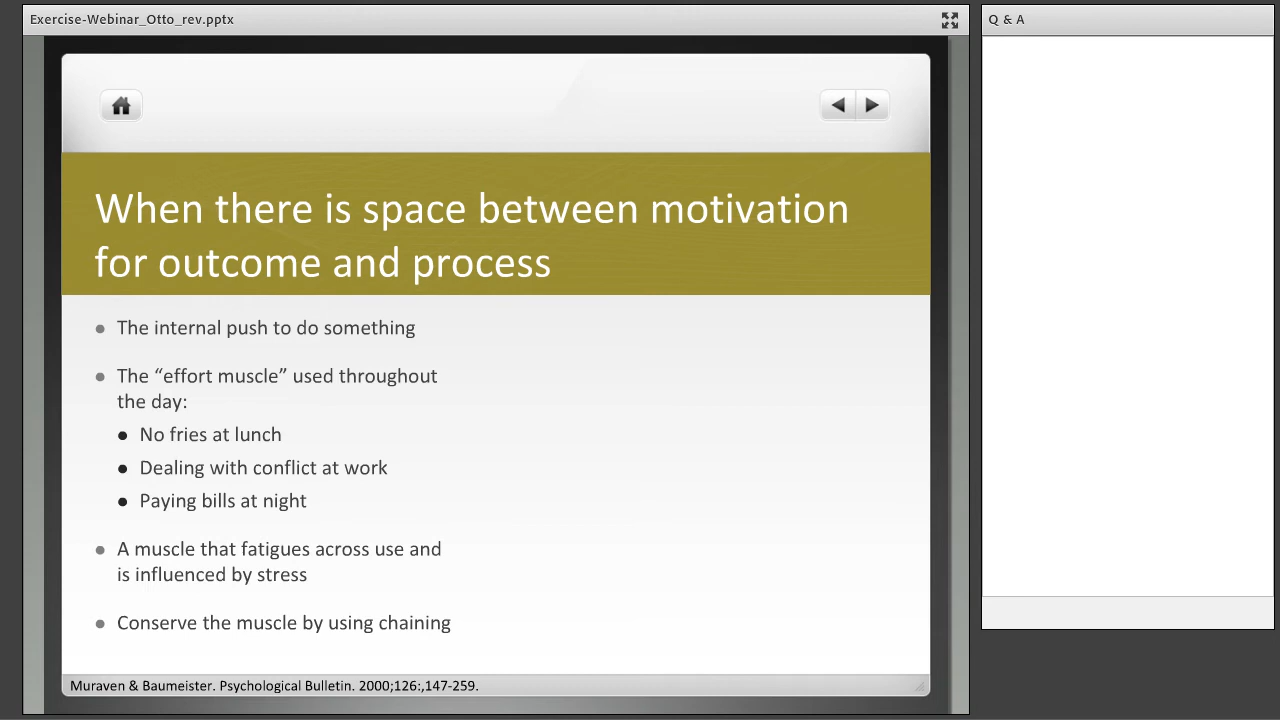 Exercise-Webinar_Otto_rev.pptx
Q & A
When there is space between motivation
for outcome and process
The internal push to do something
The “effort muscle” used throughout
the day:
No fries at lunch
Dealing with conflict at work
Paying bills at night
A muscle that fatigues across use and
is influenced by stress
Conserve the muscle by using chaining
Muraven & Baumeister. Psychological Bulletin. 2000;126:,147-259.